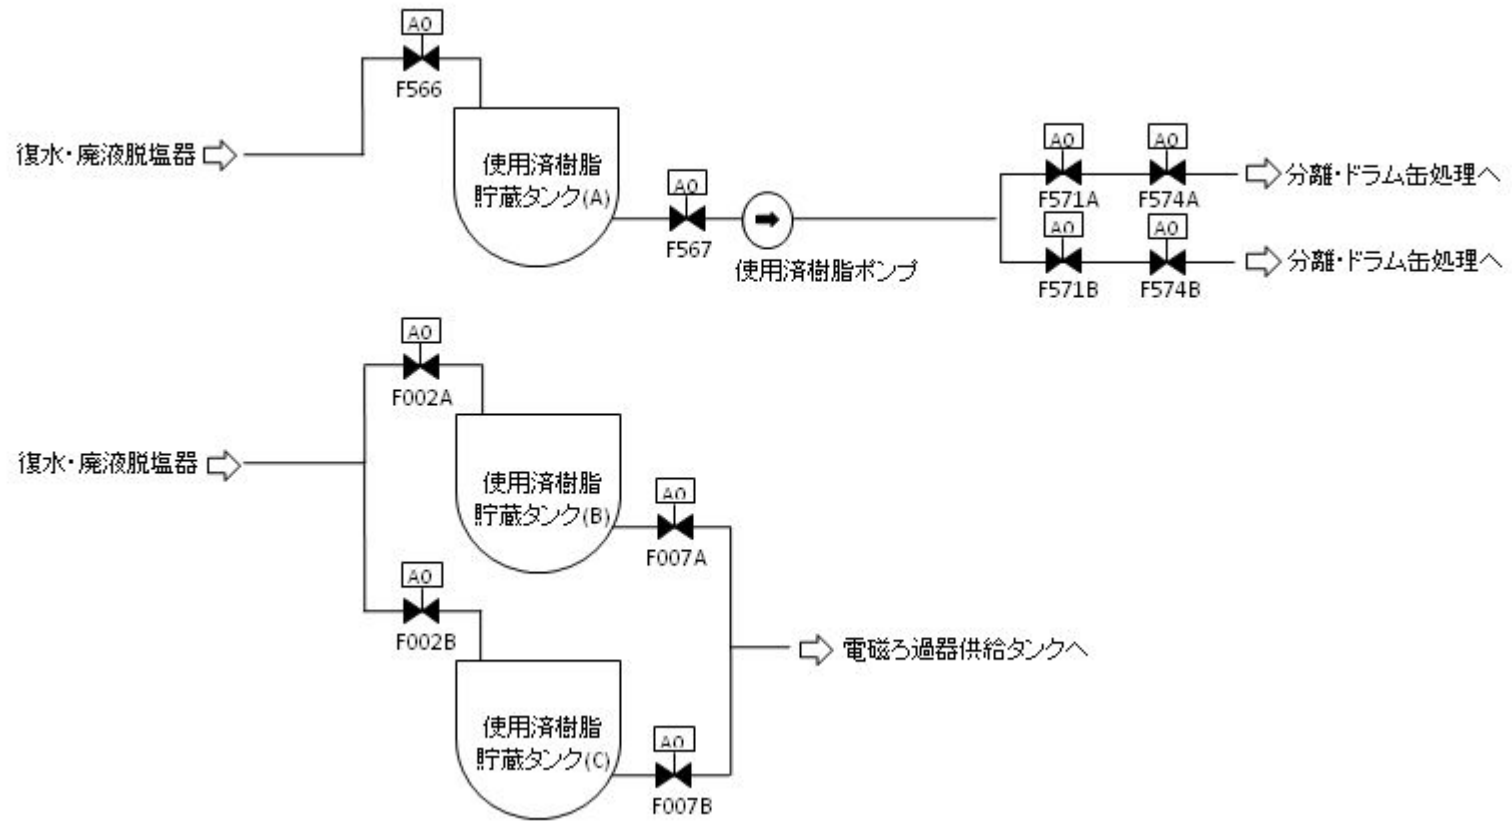 AO
F566
復水・廃液脱塩器
使用済樹脂
貯蔵タンク(A)
AO
F567
使用済樹脂ポンプ
AO
F571A
AO
F574A
分離・ドラム缶処理へ
AO
F571B
AO
F574B
分離・ドラム缶処理へ
AO
F002A
復水・廃液脱塩器
使用済樹脂
貯蔵タンク(B)
AO
F007A
AO
F002B
電磁ろ過器供給タンクへ
使用済樹脂
貯蔵タンク(C)
AO
F007B